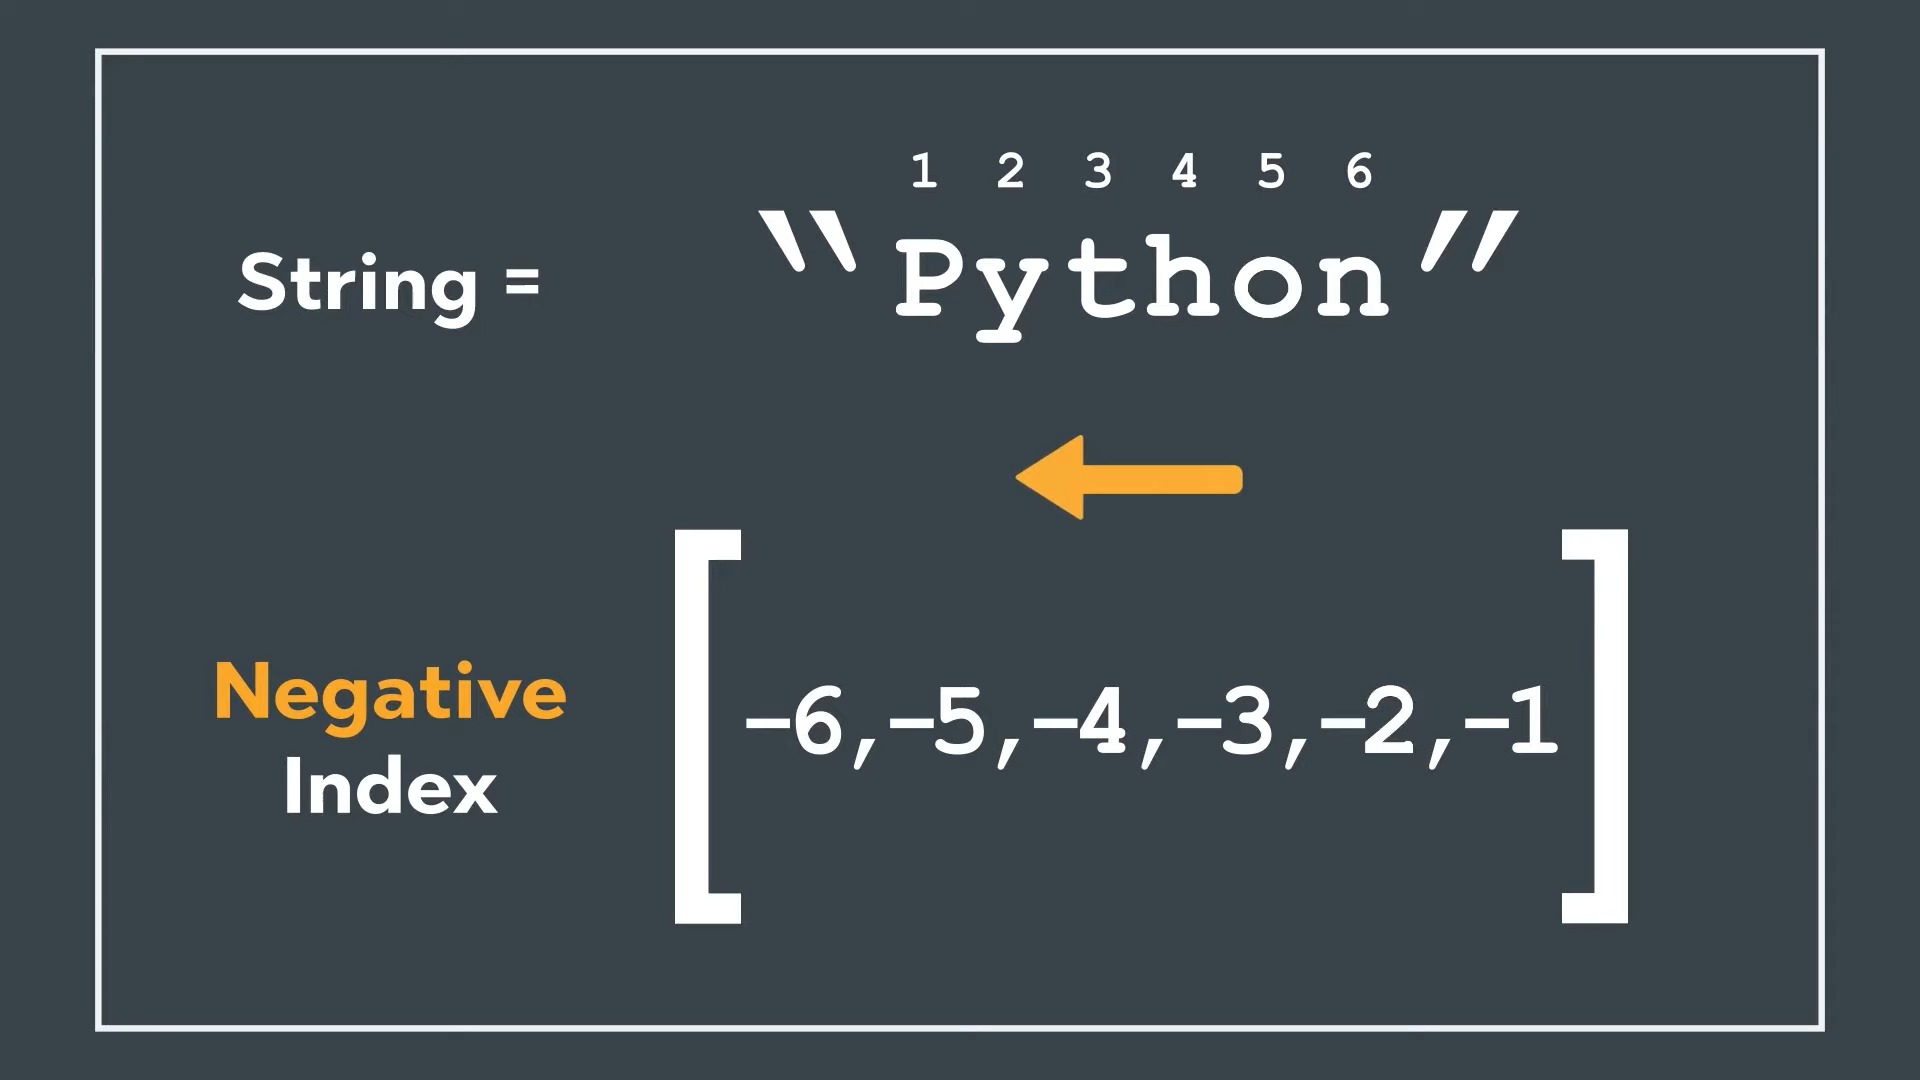 1 2 3 4 5 6
String = "Python"
Negative
Index
[-6,-5,-4,-3,-2,-1]